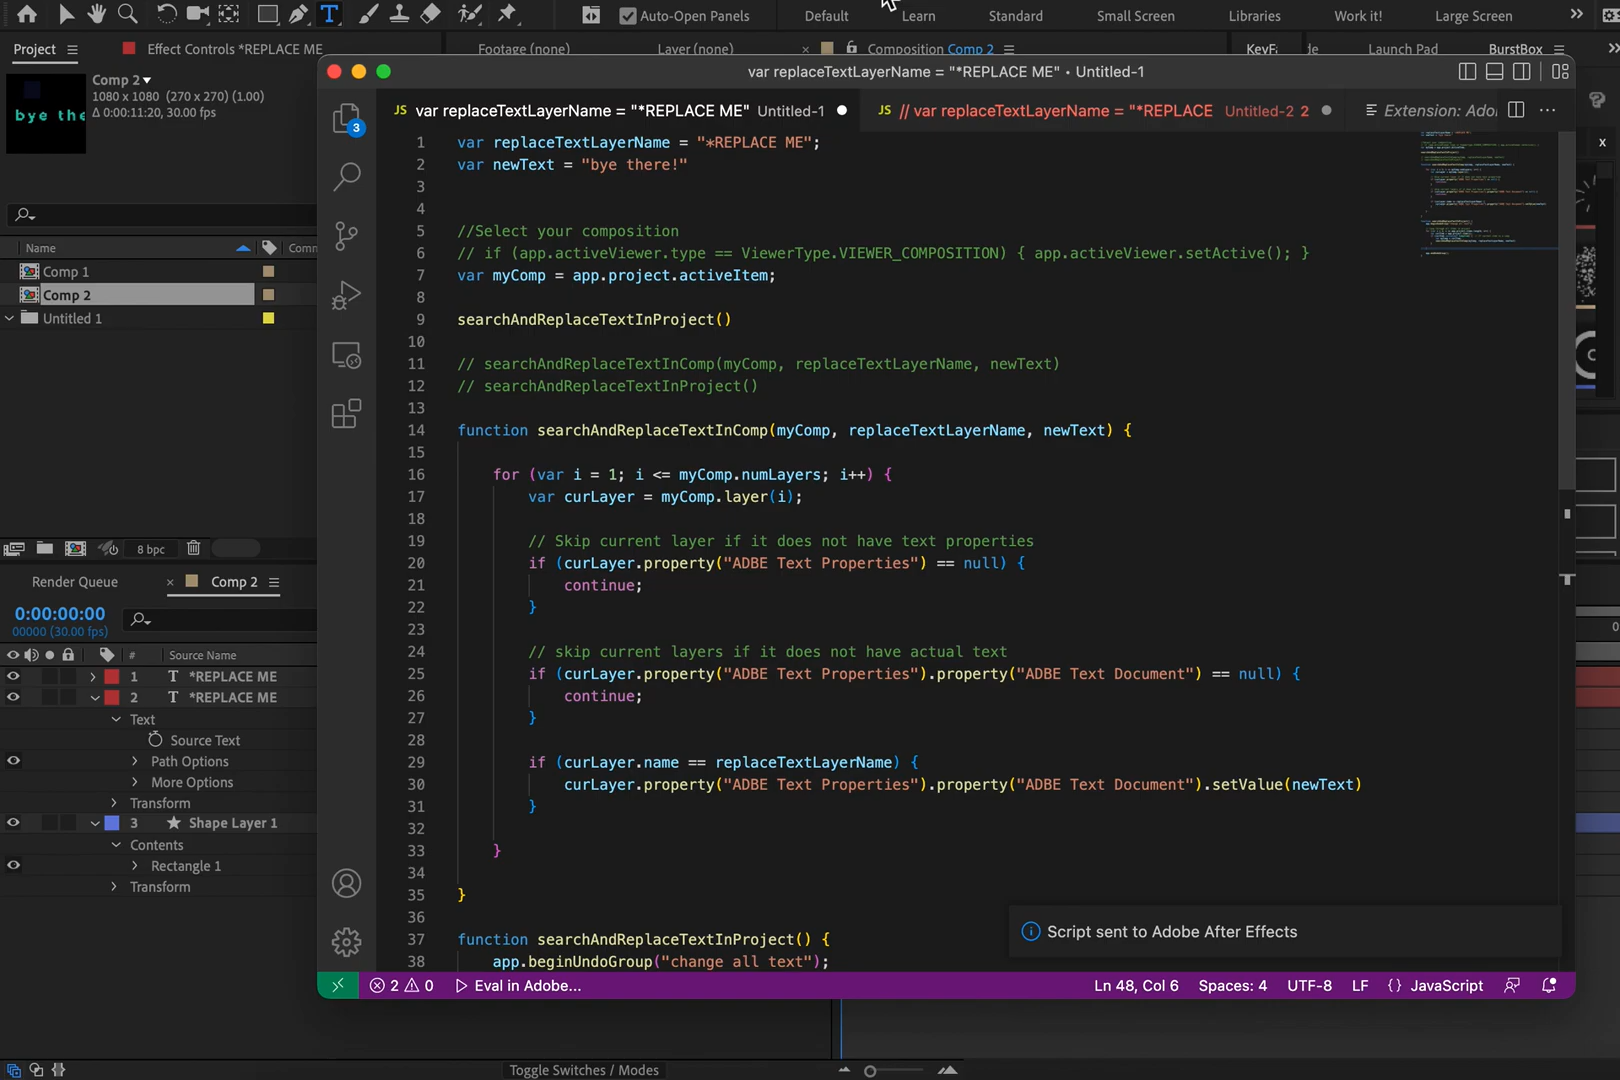 Auto-Open Panels
Default
Learn
Standard
Small Screen
Libraries
Work it!
Large Screen
Project
Effect Controls *REPLACE ME
Footage (none)
Layer (none)
Composition Comp 2
Launch Pad
BurstBox
Comp 2
1080 x 1080 (270 x 270) (1.00)
Δ 0:00:11:20, 30.00 fps
bye the
Name
Comp 1
Comp 2
Untitled 1
8 bpc
Render Queue
Comp 2
0:00:00:00
00000 (30.00 fps)
# Source Name
1 T *REPLACE ME
2 T *REPLACE ME
Text
Source Text
Path Options
More Options
Transform
3 Shape Layer 1
Contents
Rectangle 1
Transform
Toggle Switches / Modes
var replaceTextLayerName = "*REPLACE ME" • Untitled-1
JS var replaceTextLayerName = "*REPLACE ME" Untitled-1
JS // var replaceTextLayerName = "*REPLACE Untitled-2 2
Extension: Ado
3
1 var replaceTextLayerName = "*REPLACE ME";
2 var newText = "bye there!"
3
4
5 //Select your composition
6 // if (app.activeViewer.type == ViewerType.VIEWER_COMPOSITION) { app.activeViewer.setActive(); }
7 var myComp = app.project.activeItem;
8
9 searchAndReplaceTextInProject()
10
11 // searchAndReplaceTextInComp(myComp, replaceTextLayerName, newText)
12 // searchAndReplaceTextInProject()
13
14 function searchAndReplaceTextInComp(myComp, replaceTextLayerName, newText) {
15
16 for (var i = 1; i <= myComp.numLayers; i++) {
17 var curLayer = myComp.layer(i);
18
19 // Skip current layer if it does not have text properties
20 if (curLayer.property("ADBE Text Properties") == null) {
21 continue;
22 }
23
24 // skip current layers if it does not have actual text
25 if (curLayer.property("ADBE Text Properties").property("ADBE Text Document") == null) {
26 continue;
27 }
28
29 if (curLayer.name == replaceTextLayerName) {
30 curLayer.property("ADBE Text Properties").property("ADBE Text Document").setValue(newText)
31 }
32
33 }
34
35 }
36
37 function searchAndReplaceTextInProject() {
38 app.beginUndoGroup("change all text");
Script sent to Adobe After Effects
2 0 Eval in Adobe...
Ln 48, Col 6
Spaces: 4
UTF-8
LF
{ } JavaScript